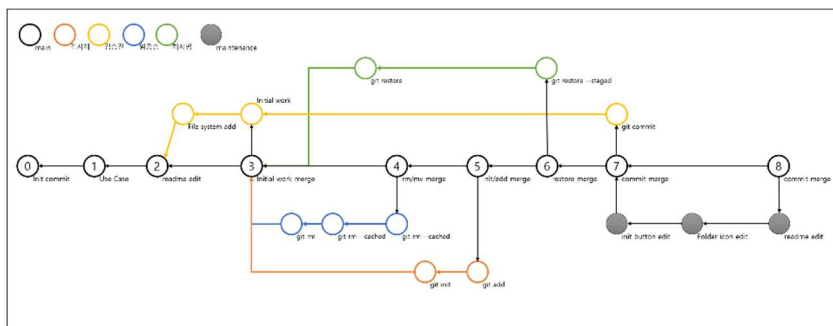 main
maintenance
git restore
git restore --staged
Initial work
File system add
git commit
0
1
2
3
4
5
6
7
8
Init commit
Use Case
readma edit
Initial work merge
rm/mv merge
init/add merge
restore merge
commit merge
commit merge
git rm
git rm --cached
git rm --cached
init button edit
Folder icon edit
readme edit
git init
git add